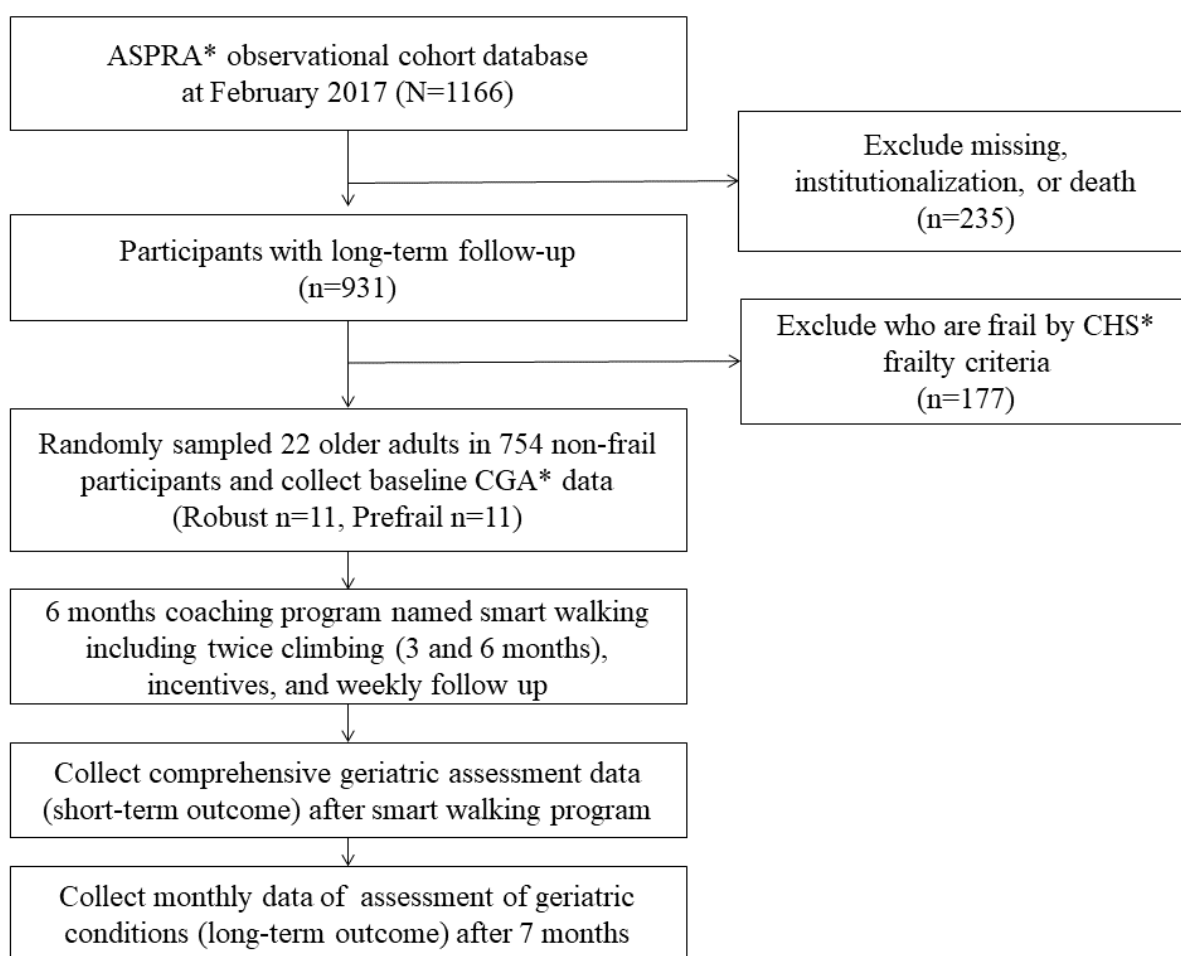 ASPRA* observational cohort database
at February 2017 (N=1166)
Exclude missing,
institutionalization, or death
(n=235)
Participants with long-term follow-up
(n=931)
Exclude who are frail by CHS*
frailty criteria
(n=177)
Randomly sampled 22 older adults in 754 non-frail
participants and collect baseline CGA* data
(Robust n=11, Prefrail n=11)
6 months coaching program named smart walking
including twice climbing (3 and 6 months),
incentives, and weekly follow up
Collect comprehensive geriatric assessment data
(short-term outcome) after smart walking program
Collect monthly data of assessment of geriatric
conditions (long-term outcome) after 7 months